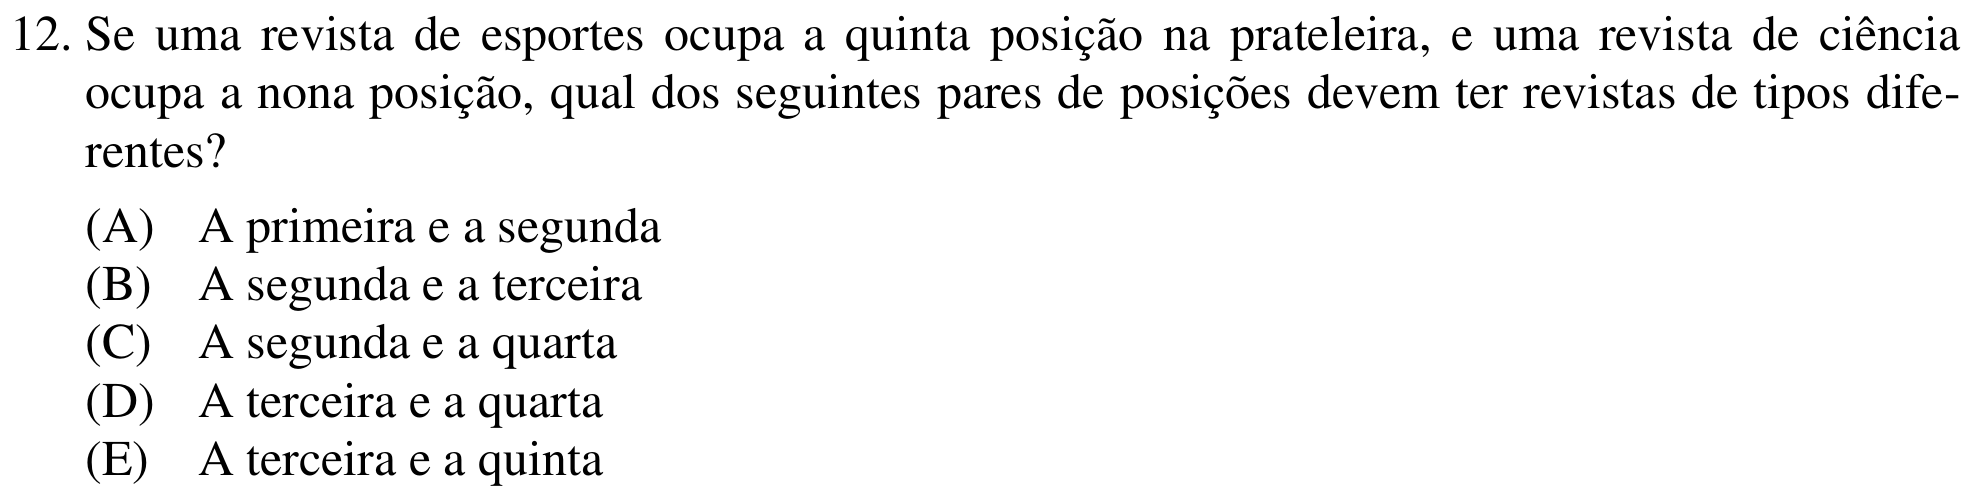 12. Se uma revista de esportes ocupa a quinta posição na prateleira, e uma revista de ciência
ocupa a nona posição, qual dos seguintes pares de posições devem ter revistas de tipos dife-
rentes?
(A) A primeira e a segunda
(B) A segunda e a terceira
(C) A segunda e a quarta
(D) A terceira e a quarta
(E) A terceira e a quinta